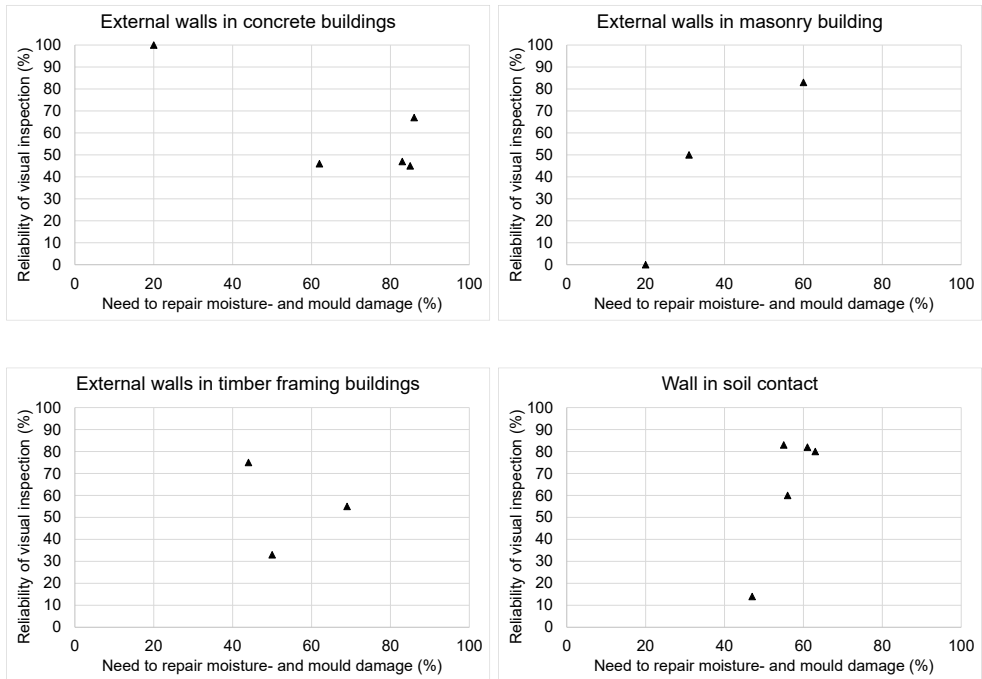 External walls in concrete buildings
Reliability of visual inspection (%)
100
90
80
70
60
50
40
30
20
10
0
0 20 40 60 80 100
Need to repair moisture- and mould damage (%)
External walls in masonry building
Reliability of visual inspection (%)
100
90
80
70
60
50
40
30
20
10
0
0 20 40 60 80 100
Need to repair moisture- and mould damage (%)
External walls in timber framing buildings
Reliability of visual inspection (%)
100
90
80
70
60
50
40
30
20
10
0
0 20 40 60 80 100
Need to repair moisture- and mould damage (%)
Wall in soil contact
Reliability of visual inspection (%)
100
90
80
70
60
50
40
30
20
10
0
0 20 40 60 80 100
Need to repair moisture- and mould damage (%)